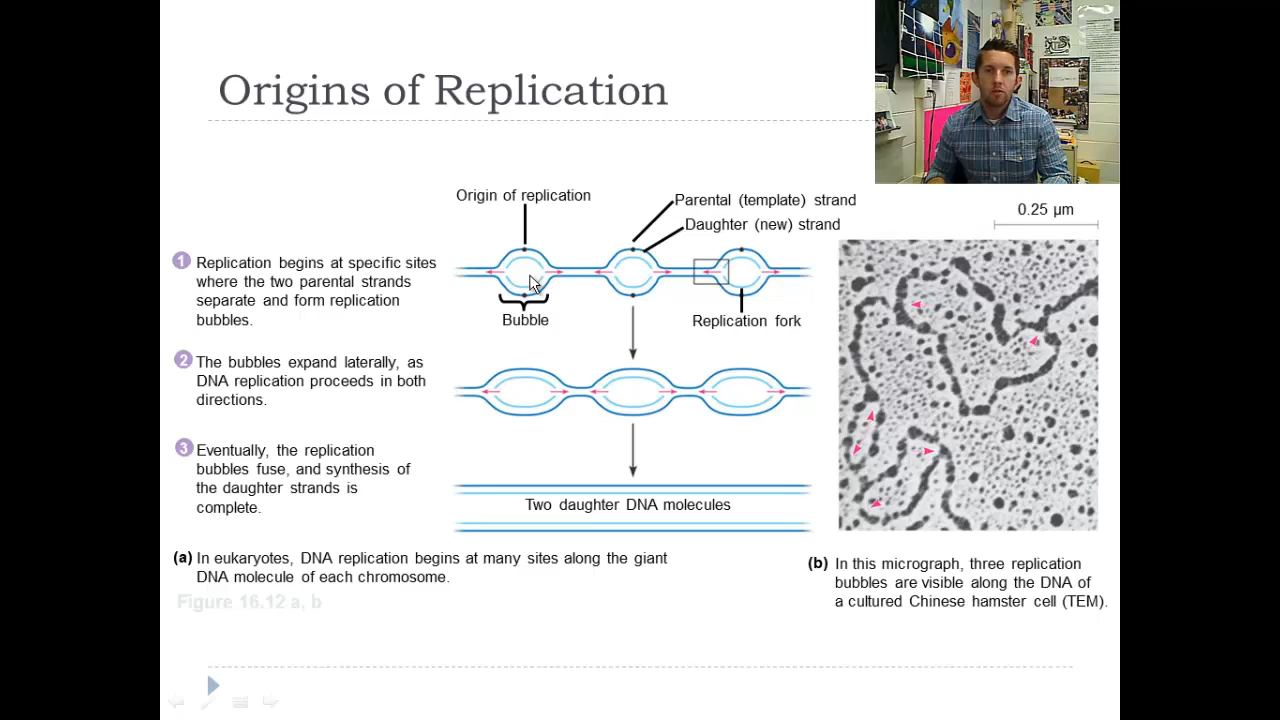 Origins of Replication
Origin of replication
Parental (template) strand
Daughter (new) strand
0.25 µm
1 Replication begins at specific sites
where the two parental strands
separate and form replication
bubbles.
Bubble
Replication fork
2 The bubbles expand laterally, as
DNA replication proceeds in both
directions.
3 Eventually, the replication
bubbles fuse, and synthesis of
the daughter strands is
complete.
Two daughter DNA molecules
(a) In eukaryotes, DNA replication begins at many sites along the giant
DNA molecule of each chromosome.
(b) In this micrograph, three replication
bubbles are visible along the DNA of
a cultured Chinese hamster cell (TEM).
Figure 16.12 a, b